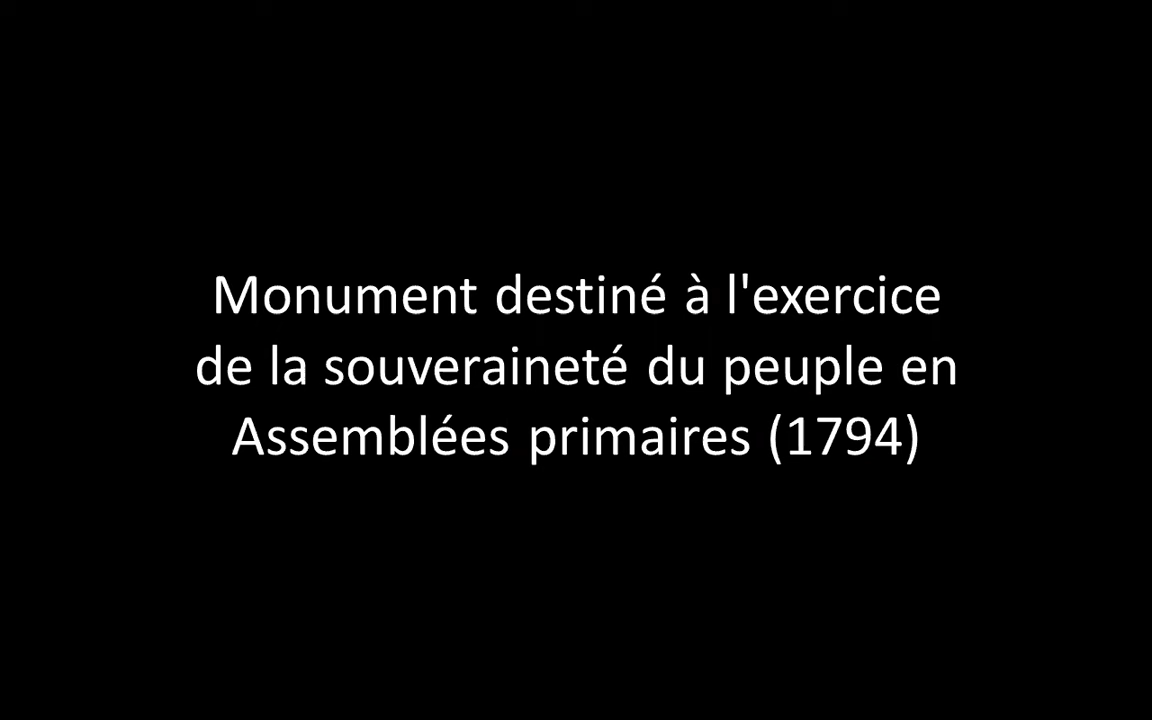 Monument destiné à l'exercice
de la souveraineté du peuple en
Assemblées primaires (1794)